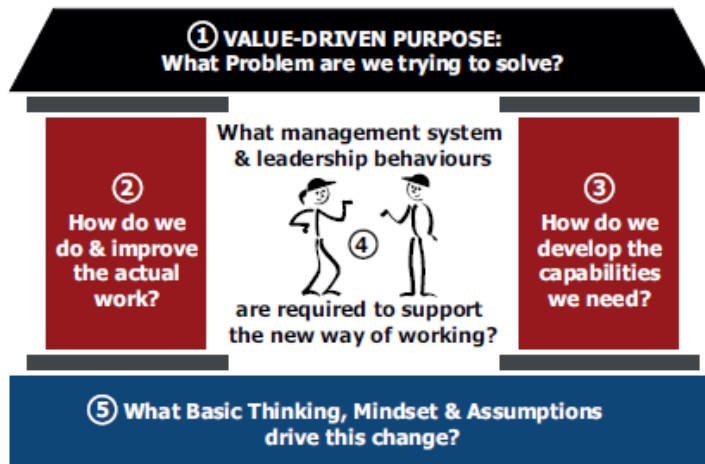 ① VALUE-DRIVEN PURPOSE:
What Problem are we trying to solve?
② 
How do we
do & improve
the actual
work?
What management system
& leadership behaviours
④
are required to support
the new way of working?
③
How do we
develop the
capabilities
we need?
⑤ What Basic Thinking, Mindset & Assumptions
drive this change?